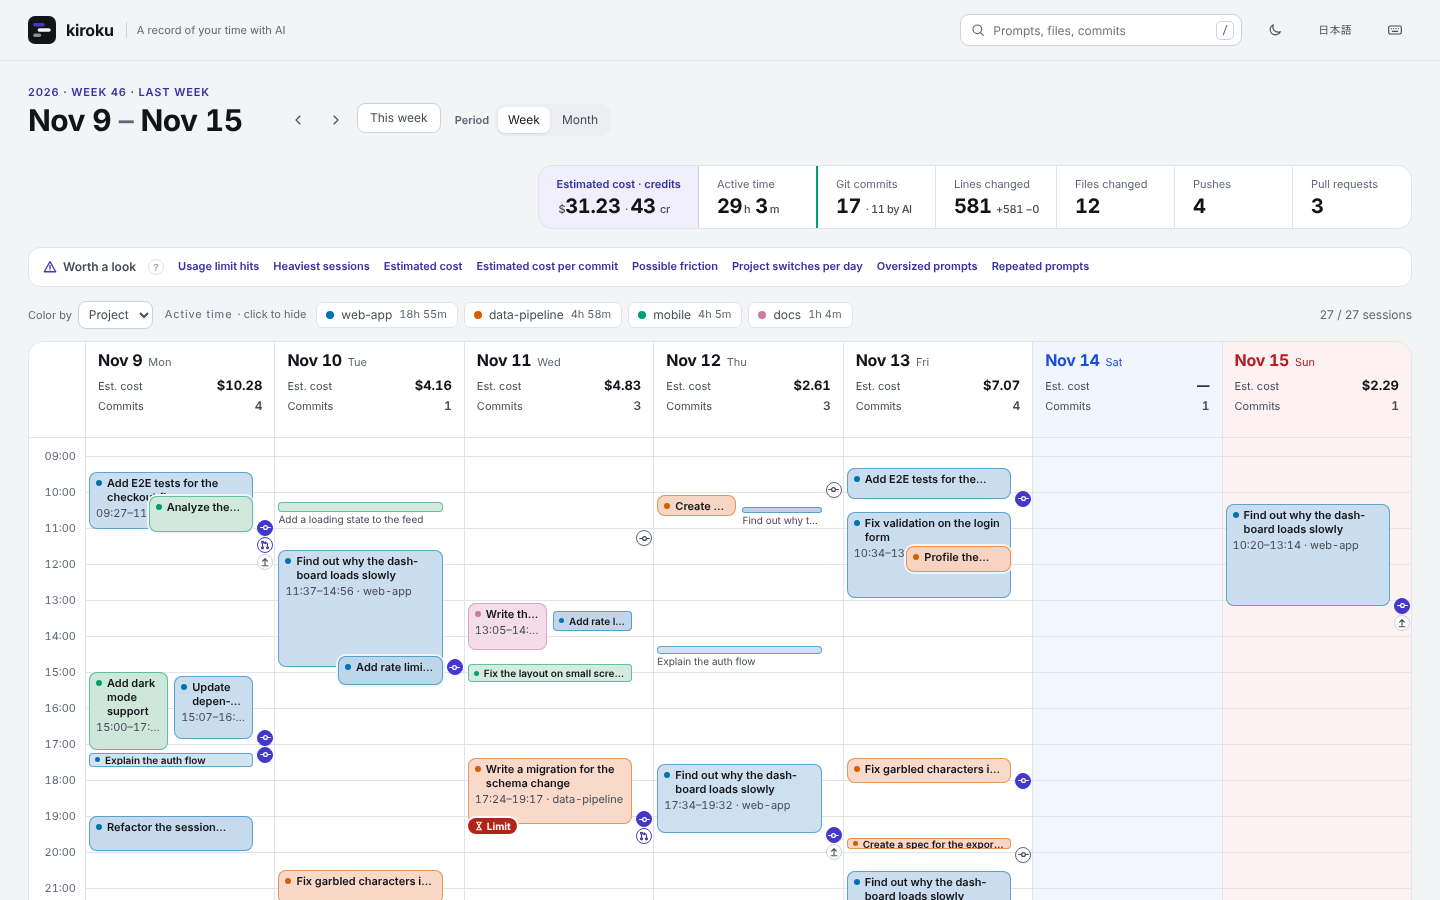 kiroku
A record of your time with AI
Prompts, files, commits
/
日本語
2026 · WEEK 46 · LAST WEEK
Nov 9 – Nov 15
This week
Period
Week
Month
Estimated cost · credits
$31.23 · 43 cr
Active time
29h 3m
Git commits
17 · 11 by AI
Lines changed
581 +581 −0
Files changed
12
Pushes
4
Pull requests
3
Worth a look
?
Usage limit hits
Heaviest sessions
Estimated cost
Estimated cost per commit
Possible friction
Project switches per day
Oversized prompts
Repeated prompts
Color by
Project
Active time · click to hide
web-app 18h 55m
data-pipeline 4h 58m
mobile 4h 5m
docs 1h 4m
27 / 27 sessions
Nov 9 Mon
Est. cost $10.28
Commits 4
Nov 10 Tue
Est. cost $4.16
Commits 1
Nov 11 Wed
Est. cost $4.83
Commits 3
Nov 12 Thu
Est. cost $2.61
Commits 3
Nov 13 Fri
Est. cost $7.07
Commits 4
Nov 14 Sat
Est. cost —
Commits 1
Nov 15 Sun
Est. cost $2.29
Commits 1
09:00
10:00
11:00
12:00
13:00
14:00
15:00
16:00
17:00
18:00
19:00
20:00
21:00
Add E2E tests for the
checkout
09:27–11
Analyze the…
Add dark
mode
support
15:00–17:…
Update
depen-…
15:07–16:…
Explain the auth flow
Refactor the session…
Add a loading state to the feed
Find out why the dash-
board loads slowly
11:37–14:56 · web-app
Add rate limi…
Fix garbled characters i…
Write th…
13:05–14:…
Add rate l…
Fix the layout on small scre…
Write a migration for the
schema change
17:24–19:17 · data-pipeline
Limit
Create …
Find out why t…
Explain the auth flow
Find out why the dash-
board loads slowly
17:34–19:32 · web-app
Add E2E tests for the…
Fix validation on the login
form
10:34–13
Profile the…
Fix garbled characters i…
Create a spec for the expor…
Find out why the dash-
board loads slowly
Find out why the dash-
board loads slowly
10:20–13:14 · web-app